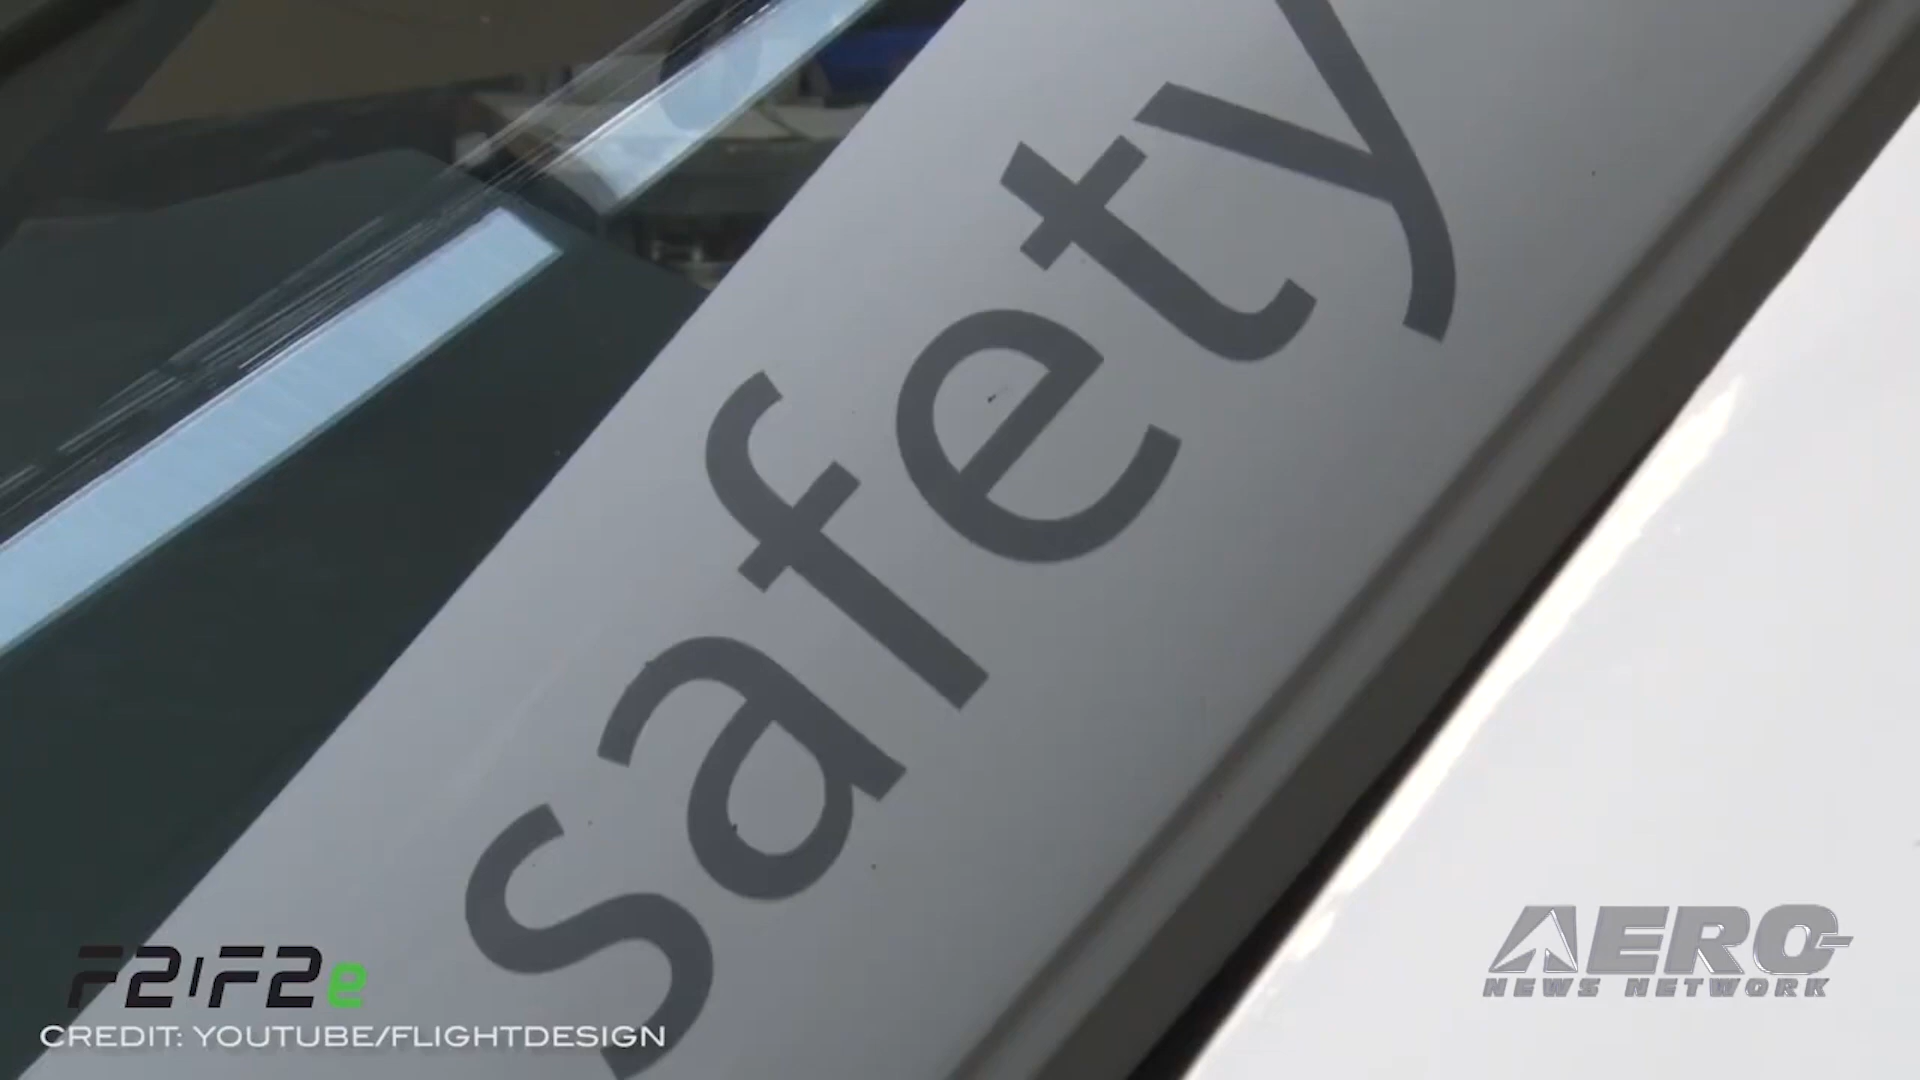 safety
F2/F2e
CREDIT: YOUTUBE/FLIGHTDESIGN
AERO
NEWS NETWORK